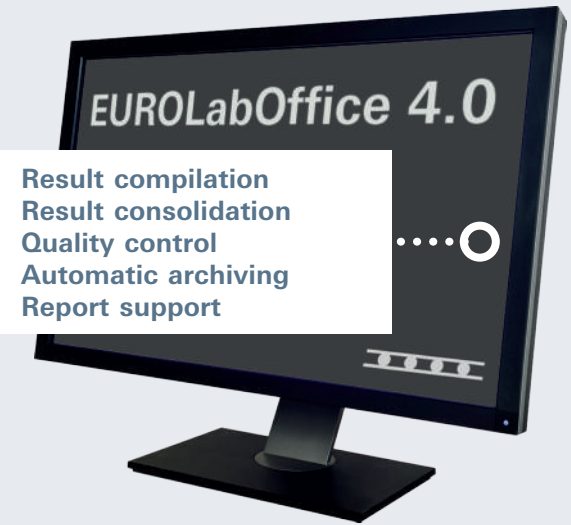 EUROLabOffice 4.0
Result compilation
Result consolidation
Quality control
Automatic archiving
Report support